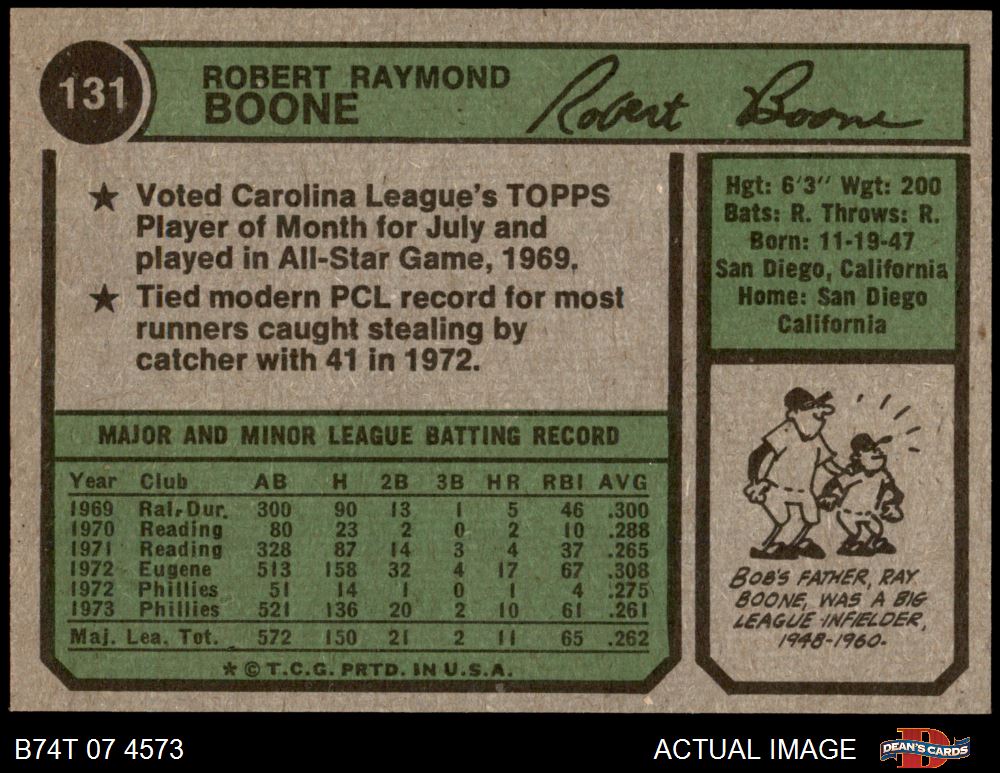 131
ROBERT RAYMOND
BOONE
Robert Boone
★ Voted Carolina League's TOPPS
Player of Month for July and
played in All-Star Game, 1969.
★ Tied modern PCL record for most
runners caught stealing by
catcher with 41 in 1972.
MAJOR AND MINOR LEAGUE BATTING RECORD
Year Club AB H 2B 3B HR RBI AVG
1969 Ral.-Dur. 300 90 13 1 5 46 .300
1970 Reading 80 23 2 0 2 10 .288
1971 Reading 328 87 14 3 4 37 .265
1972 Eugene 513 158 32 4 17 67 .308
1972 Phillies 51 14 1 0 1 4 .275
1973 Phillies 521 136 20 2 10 61 .261
Maj. Lea. Tot. 572 150 21 2 11 65 .262
★ © T.C.G. PRTD. IN U.S.A.
Hgt: 6'3" Wgt: 200
Bats: R. Throws: R.
Born: 11-19-47
San Diego, California
Home: San Diego
California
BOB'S FATHER, RAY
BOONE, WAS A BIG
LEAGUE INFIELDER,
1948-1960.
B74T 07 4573
ACTUAL IMAGE
DEAN'S CARDS